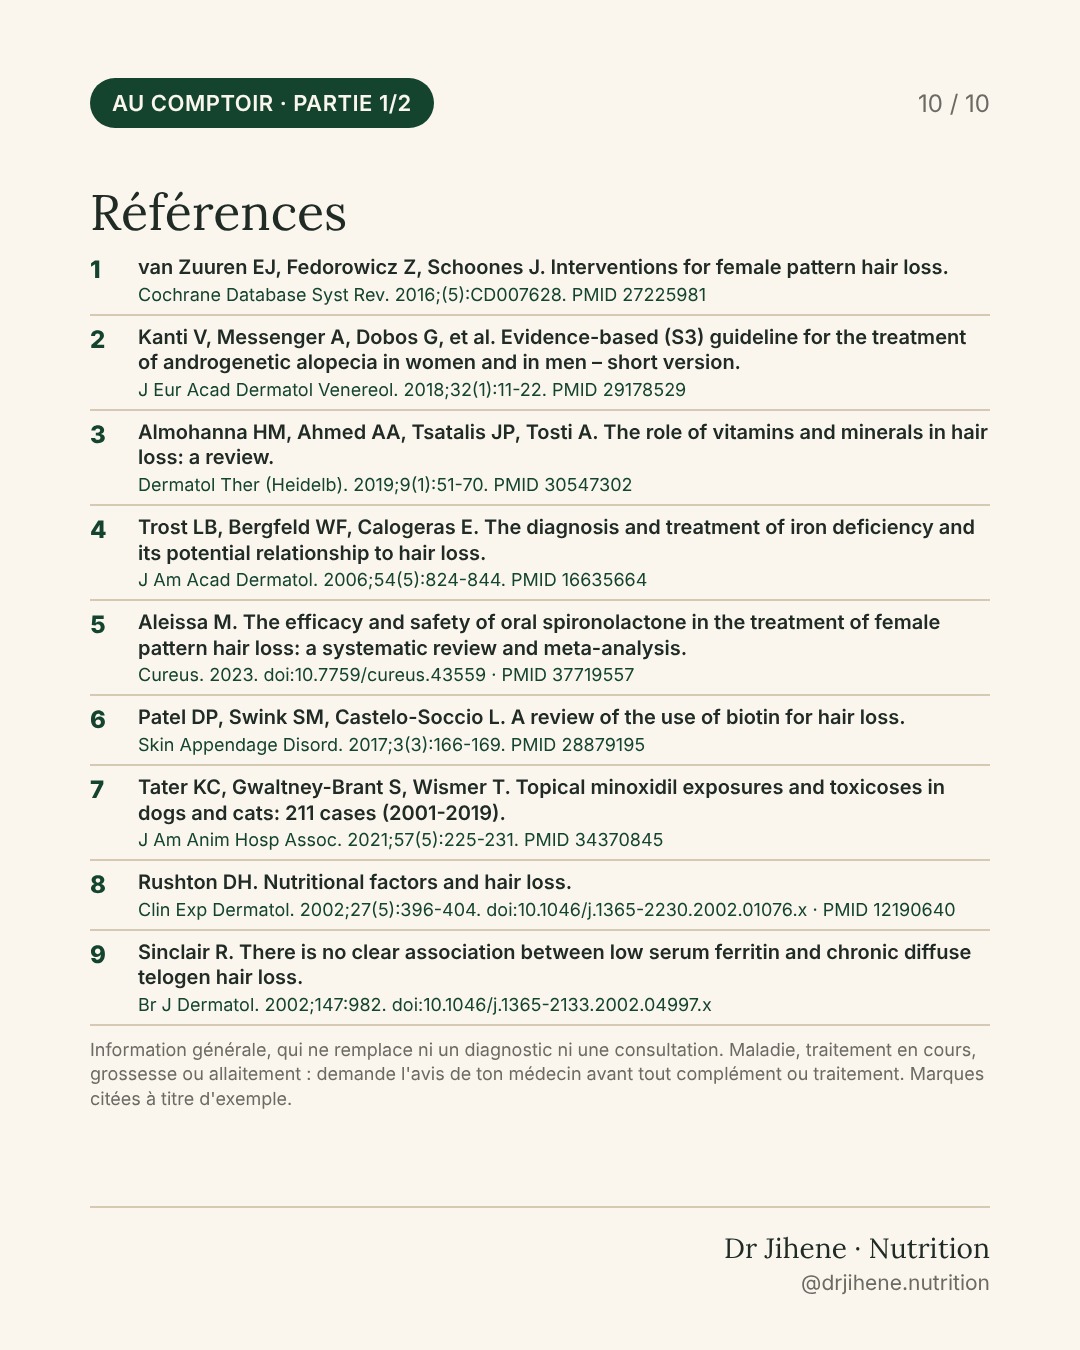 AU COMPTOIR · PARTIE 1/2
10 / 10
Références
1
van Zuuren EJ, Fedorowicz Z, Schoones J. Interventions for female pattern hair loss.
Cochrane Database Syst Rev. 2016;(5):CD007628. PMID 27225981
2
Kanti V, Messenger A, Dobos G, et al. Evidence-based (S3) guideline for the treatment
of androgenetic alopecia in women and in men – short version.
J Eur Acad Dermatol Venereol. 2018;32(1):11-22. PMID 29178529
3
Almohanna HM, Ahmed AA, Tsatalis JP, Tosti A. The role of vitamins and minerals in hair
loss: a review.
Dermatol Ther (Heidelb). 2019;9(1):51-70. PMID 30547302
4
Trost LB, Bergfeld WF, Calogeras E. The diagnosis and treatment of iron deficiency and
its potential relationship to hair loss.
J Am Acad Dermatol. 2006;54(5):824-844. PMID 16635664
5
Aleissa M. The efficacy and safety of oral spironolactone in the treatment of female
pattern hair loss: a systematic review and meta-analysis.
Cureus. 2023. doi:10.7759/cureus.43559 · PMID 37719557
6
Patel DP, Swink SM, Castelo-Soccio L. A review of the use of biotin for hair loss.
Skin Appendage Disord. 2017;3(3):166-169. PMID 28879195
7
Tater KC, Gwaltney-Brant S, Wismer T. Topical minoxidil exposures and toxicoses in
dogs and cats: 211 cases (2001-2019).
J Am Anim Hosp Assoc. 2021;57(5):225-231. PMID 34370845
8
Rushton DH. Nutritional factors and hair loss.
Clin Exp Dermatol. 2002;27(5):396-404. doi:10.1046/j.1365-2230.2002.01076.x · PMID 12190640
9
Sinclair R. There is no clear association between low serum ferritin and chronic diffuse
telogen hair loss.
Br J Dermatol. 2002;147:982. doi:10.1046/j.1365-2133.2002.04997.x
Information générale, qui ne remplace ni un diagnostic ni une consultation. Maladie, traitement en cours,
grossesse ou allaitement : demande l'avis de ton médecin avant tout complément ou traitement. Marques
citées à titre d'exemple.
Dr Jihene · Nutrition
@drjihene.nutrition